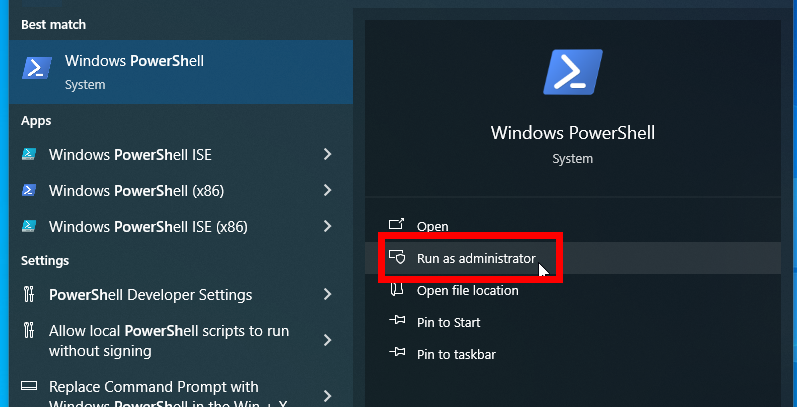 Best match
Windows PowerShell
System
Apps
Windows PowerShell ISE
Windows PowerShell (x86)
Windows PowerShell ISE (x86)
Settings
PowerShell Developer Settings
Allow local PowerShell scripts to run
without signing
Replace Command Prompt with
Windows PowerShell in the Win + X
Windows PowerShell
System
Open
Run as administrator
Open file location
Pin to Start
Pin to taskbar